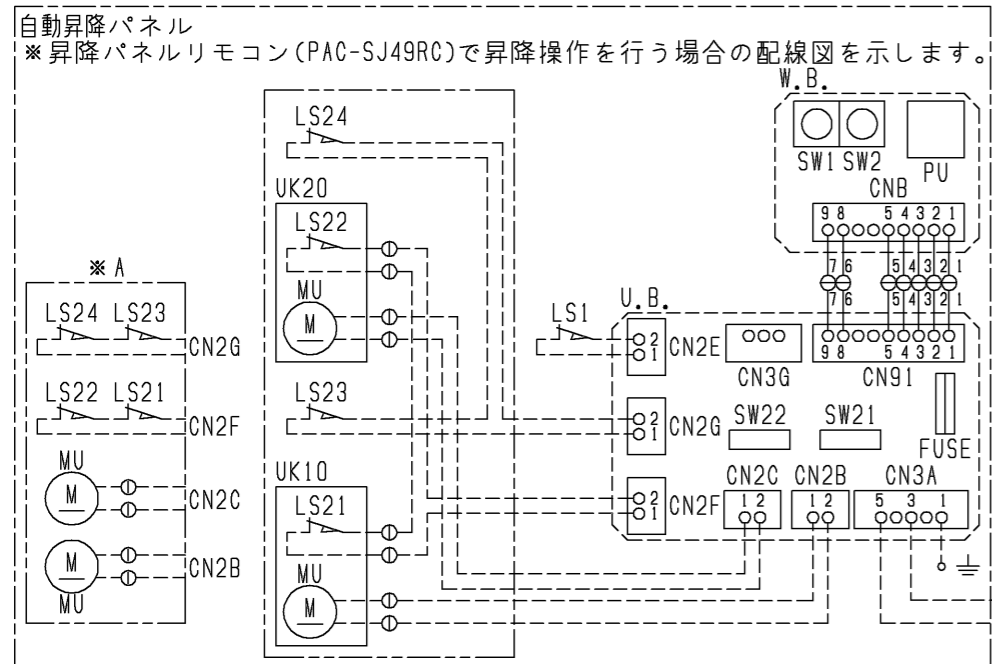 自動昇降パネル
※昇降パネルリモコン(PAC-SJ49RC)で昇降操作を行う場合の配線図を示します。
W.B.
SW1 SW2
PU
CNB
9 8 5 4 3 2 1
7 6 5 4 3 2 1
7 6 5 4 3 2 1
9 8 5 4 3 2 1
CN91
LS24
UK20
LS22
MU
M
LS23
UK10
LS21
MU
M
※A
LS24 LS23
CN2G
LS22 LS21
CN2F
MU
M
CN2C
M
CN2B
MU
LS1
U.B.
2
1
CN2E
CN3G
2
1
CN2G
SW22
SW21
FUSE
2
1
CN2F
CN2C
1 2
CN2B
1 2
CN3A
5 3 1